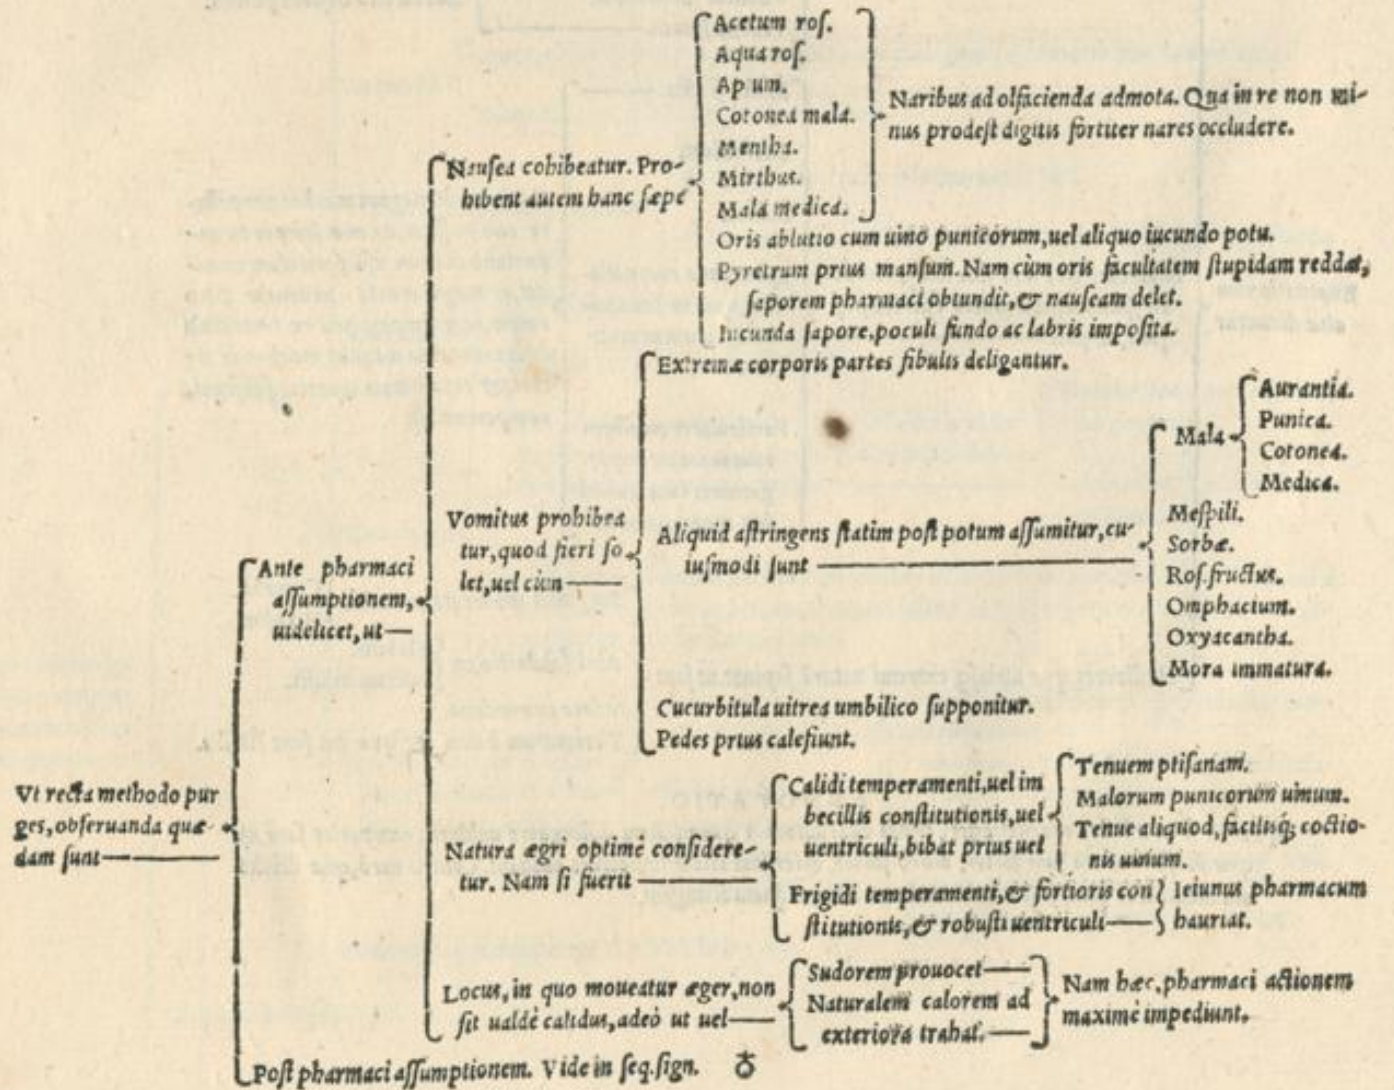 Vt recta methodo pur
ges, obseruanda quæ-
dam sunt
Ante pharmaci
assumptionem,
uidelicet, ut
Nausea cohibeatur. Pro-
hibent autem hanc sæpe
Acetum ros.
Aqua ros.
Ap um.
Cotonea mala.
Mentha.
Mirthus.
Mala medica.
Naribus ad olfacienda admota. Qua in re non mi-
nus prodest digitis fortiter nares occludere.
Oris ablutio cum uino punicorum, uel aliquo iucundo potu.
Pyretrum prius mansum. Nam cùm oris facultatem stupidam reddat,
saporem pharmaci obtundit, & nauseam delet.
Iucunda sapore, poculi fundo ac labris imposita.
Vomitus prohibea
tur, quod fieri so
let, uel cùm
Extremæ corporis partes fibulis deligantur.
Aliquid astringens statim post potum assumitur, cu-
iusmodi sunt
Mala
Aurantia.
Punica.
Cotonea.
Medica.
Mespili.
Sorbæ.
Ros. fructus.
Omphacium.
Oxyacantha.
Mora immatura.
Cucurbitula uitrea umbilico supponitur.
Pedes prius calefiunt.
Natura ægri optimè considere-
tur. Nam si fuerit
Calidi temperamenti, uel im
becillis constitutionis, uel
uentriculi, bibat prius uel
Tenuem ptisanam.
Malorum punicorum uinum.
Tenue aliquod, facilisq; coctio-
nis uinum.
Frigidi temperamenti, & fortioris con
stitutionis, & robusti uentriculi
Ieiunus pharmacum
hauriat.
Locus, in quo moueatur æger, non
sit ualdè calidus, adeò ut uel
Sudorem prouocet
Naturalem calorem ad
exteriora trahat.
Nam hæc, pharmaci actionem
maximè impediunt.
Post pharmaci assumptionem. Vide in seq. sign. ♁